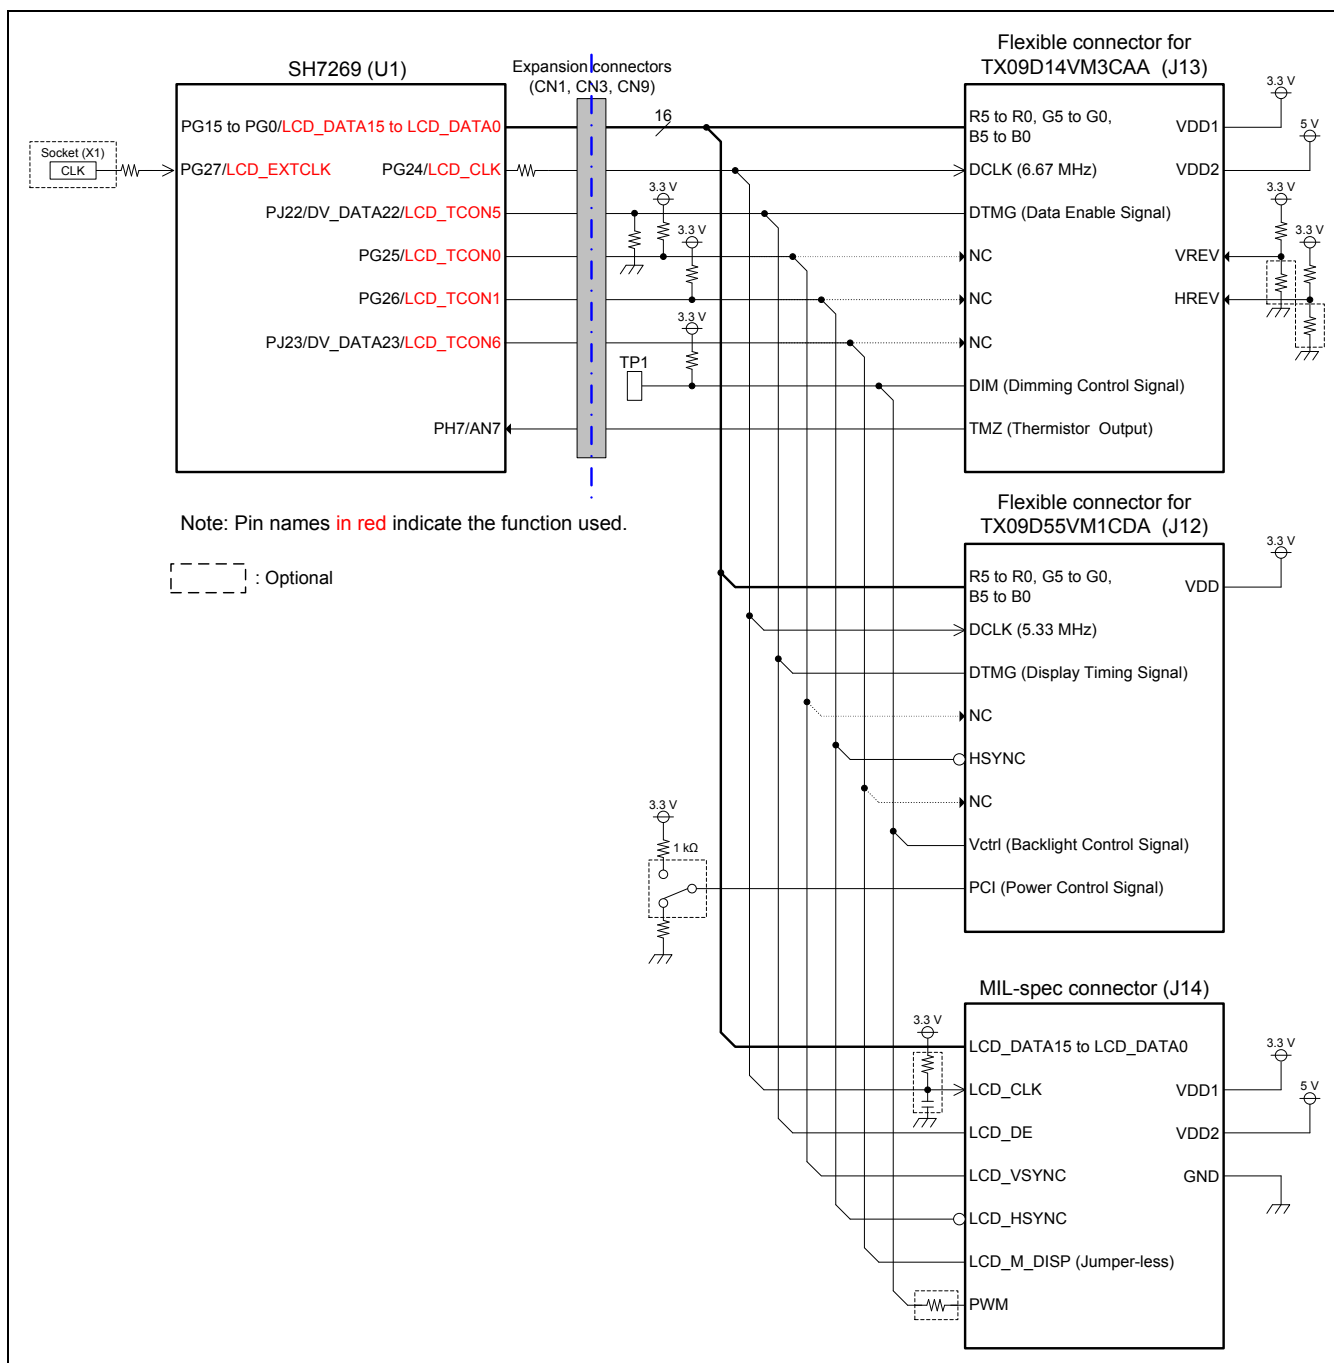 SH7269 (U1)
Expansion connectors
(CN1, CN3, CN9)
Flexible connector for
TX09D14VM3CAA (J13)
Socket (X1)
CLK
PG15 to PG0/LCD_DATA15 to LCD_DATA0
PG27/LCD_EXTCLK
PG24/LCD_CLK
PJ22/DV_DATA22/LCD_TCON5
PG25/LCD_TCON0
PG26/LCD_TCON1
PJ23/DV_DATA23/LCD_TCON6
PH7/AN7
16
3.3 V
3.3 V
3.3 V
TP1
R5 to R0, G5 to G0,
B5 to B0
DCLK (6.67 MHz)
DTMG (Data Enable Signal)
NC
NC
NC
DIM (Dimming Control Signal)
TMZ (Thermistor Output)
VDD1
VDD2
VREV
HREV
3.3 V
5 V
3.3 V
3.3 V
Note: Pin names in red indicate the function used.
: Optional
Flexible connector for
TX09D55VM1CDA (J12)
R5 to R0, G5 to G0,
B5 to B0
DCLK (5.33 MHz)
DTMG (Display Timing Signal)
NC
HSYNC
NC
Vctrl (Backlight Control Signal)
PCI (Power Control Signal)
VDD
3.3 V
3.3 V
1 kΩ
MIL-spec connector (J14)
3.3 V
LCD_DATA15 to LCD_DATA0
LCD_CLK
LCD_DE
LCD_VSYNC
LCD_HSYNC
LCD_M_DISP (Jumper-less)
PWM
VDD1
VDD2
GND
3.3 V
5 V